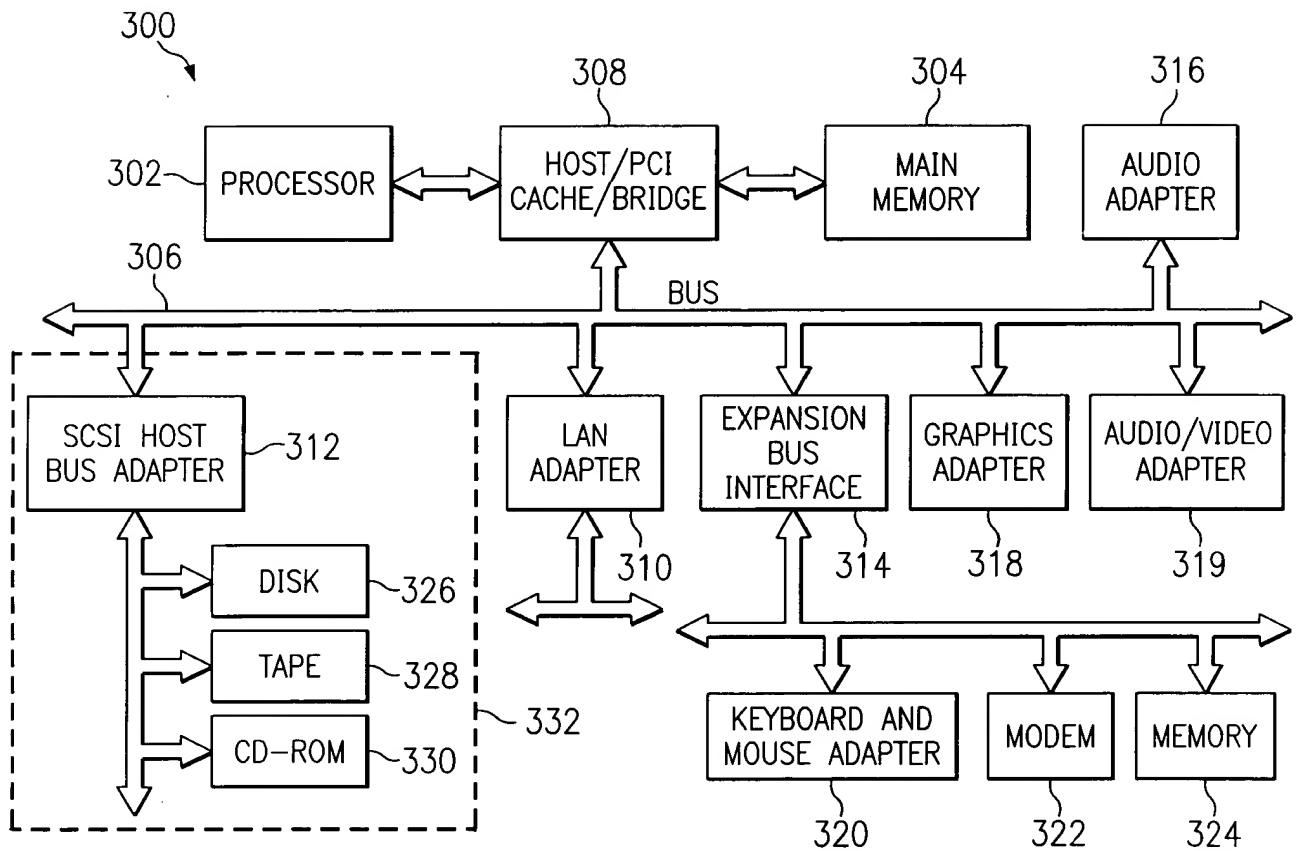 300
308
304
316
302
PROCESSOR
HOST/PCI
CACHE/BRIDGE
MAIN
MEMORY
AUDIO
ADAPTER
306
BUS
SCSI HOST
BUS ADAPTER
312
LAN
ADAPTER
EXPANSION
BUS
INTERFACE
GRAPHICS
ADAPTER
AUDIO/VIDEO
ADAPTER
310
314
318
319
DISK
326
TAPE
328
CD-ROM
330
332
KEYBOARD AND
MOUSE ADAPTER
MODEM
MEMORY
320
322
324